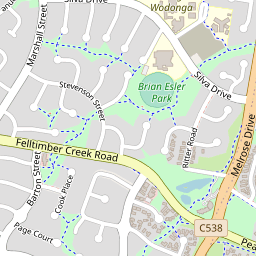 Silva Drive
Wodonga
Marshall Street
Stevenson Street
Brian Esler
Park
Silva Drive
Ritter Road
Melrose Drive
Felltimber Creek Road
Barton Street
Cook Place
Page Court
C538